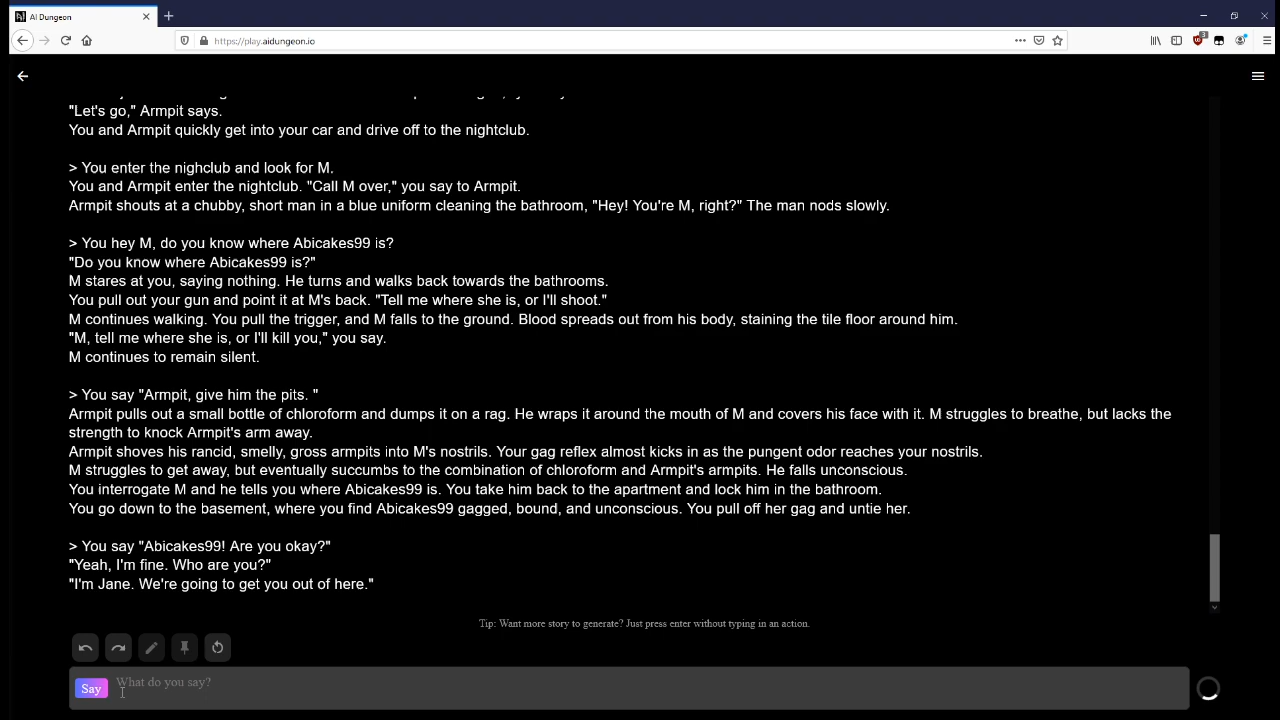 AI Dungeon
https://play.aidungeon.io
"Let's go," Armpit says.
You and Armpit quickly get into your car and drive off to the nightclub.
> You enter the nighclub and look for M.
You and Armpit enter the nightclub. "Call M over," you say to Armpit.
Armpit shouts at a chubby, short man in a blue uniform cleaning the bathroom, "Hey! You're M, right?" The man nods slowly.
> You hey M, do you know where Abicakes99 is?
"Do you know where Abicakes99 is?"
M stares at you, saying nothing. He turns and walks back towards the bathrooms.
You pull out your gun and point it at M's back. "Tell me where she is, or I'll shoot."
M continues walking. You pull the trigger, and M falls to the ground. Blood spreads out from his body, staining the tile floor around him.
"M, tell me where she is, or I'll kill you," you say.
M continues to remain silent.
> You say "Armpit, give him the pits. "
Armpit pulls out a small bottle of chloroform and dumps it on a rag. He wraps it around the mouth of M and covers his face with it. M struggles to breathe, but lacks the
strength to knock Armpit's arm away.
Armpit shoves his rancid, smelly, gross armpits into M's nostrils. Your gag reflex almost kicks in as the pungent odor reaches your nostrils.
M struggles to get away, but eventually succumbs to the combination of chloroform and Armpit's armpits. He falls unconscious.
You interrogate M and he tells you where Abicakes99 is. You take him back to the apartment and lock him in the bathroom.
You go down to the basement, where you find Abicakes99 gagged, bound, and unconscious. You pull off her gag and untie her.
> You say "Abicakes99! Are you okay?"
"Yeah, I'm fine. Who are you?"
"I'm Jane. We're going to get you out of here."
Tip: Want more story to generate? Just press enter without typing in an action.
Say
What do you say?